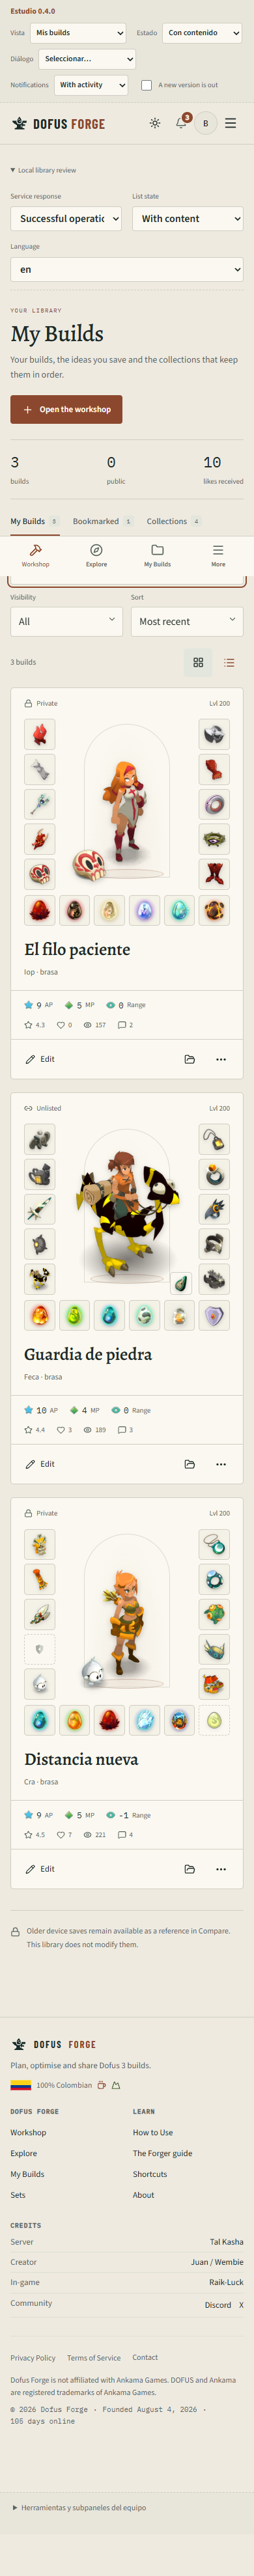 Estudio 0.4.0
Vista Mis builds Estado Con contenido
Diálogo Seleccionar...
Notifications With activity A new version is out
DOFUS FORGE 3 B
Local library review
Service response List state
Successful operatic With content
Language
en
YOUR LIBRARY
My Builds
Your builds, the ideas you save and the collections that keep
them in order.
Open the workshop
3 0 10
builds public likes received
My Builds 3 Bookmarked 1 Collections 4
Workshop Explore My Builds More
Visibility Sort
All Most recent
3 builds
Private Lvl 200
El filo paciente
Iop · brasa
9 AP 5 MP 0 Range
4.3 0 157 2
Edit
Unlisted Lvl 200
Guardia de piedra
Feca · brasa
10 AP 4 MP 0 Range
4.4 3 189 3
Edit
Private Lvl 200
Distancia nueva
Cra · brasa
9 AP 5 MP -1 Range
4.5 7 221 4
Edit
Older device saves remain available as a reference in Compare.
This library does not modify them.
DOFUS FORGE
Plan, optimise and share Dofus 3 builds.
100% Colombian
DOFUS FORGE LEARN
Workshop How to Use
Explore The Forger guide
My Builds Shortcuts
Sets About
CREDITS
Server Tal Kasha
Creator Juan / Wembie
In-game Raik-Luck
Community Discord X
Privacy Policy Terms of Service Contact
Dofus Forge is not affiliated with Ankama Games. DOFUS and Ankama
are registered trademarks of Ankama Games.
© 2026 Dofus Forge · Founded August 4, 2026 ·
106 days online
Herramientas y subpaneles del equipo